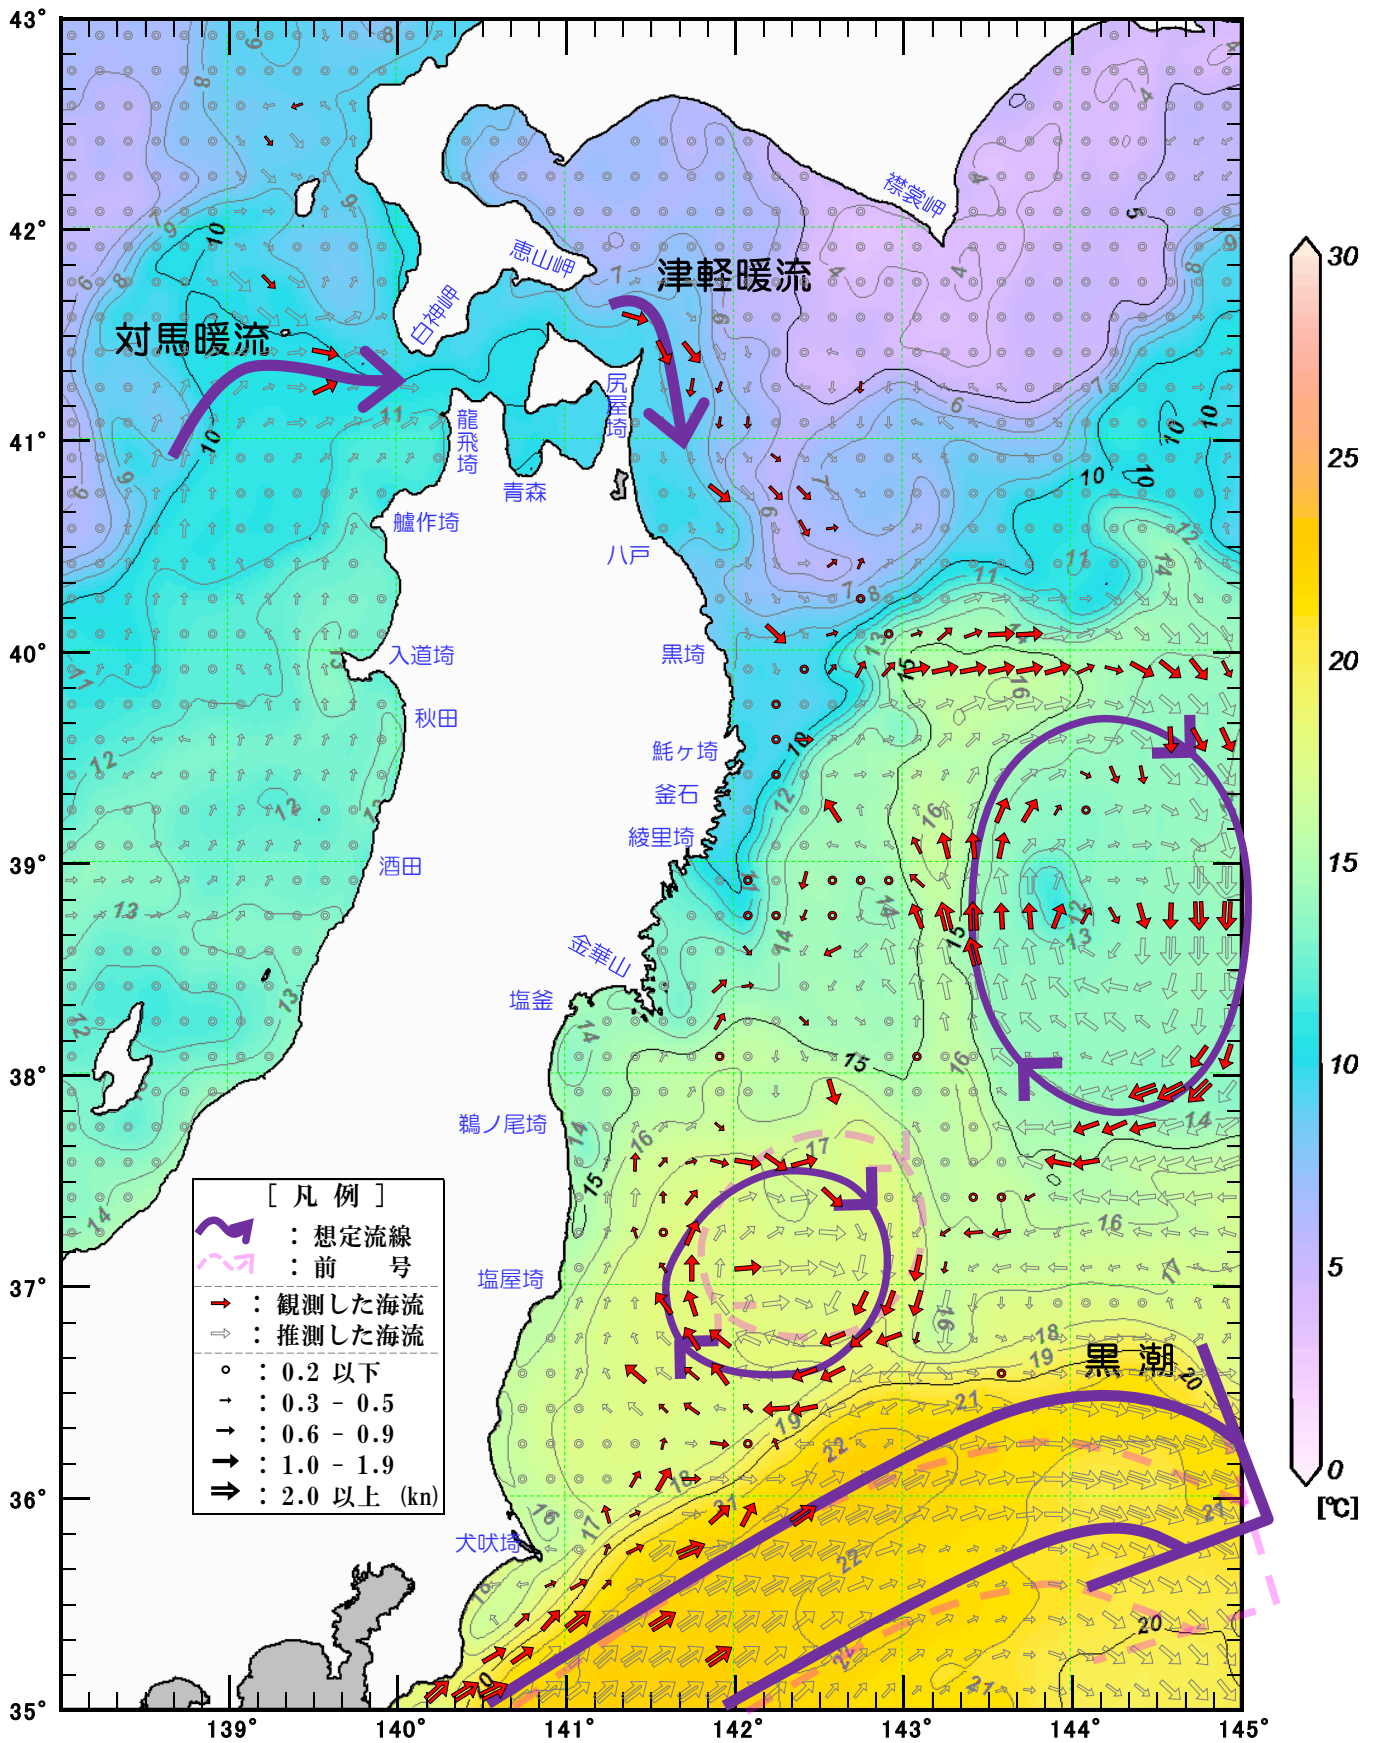 43°
42°
41°
40°
39°
38°
37°
36°
35°
139°
140°
141°
142°
143°
144°
145°
30
25
20
15
10
5
0
[℃]
襟裳岬
恵山岬
津軽暖流
白神岬
対馬暖流
尻屋埼
龍飛埼
青森
艫作埼
八戸
入道埼
黒埼
秋田
魹ヶ埼
釜石
綾里埼
酒田
金華山
塩釜
鵜ノ尾埼
塩屋埼
黒 潮
犬吠埼
[ 凡 例 ]
: 想定流線
: 前 号
: 観測した海流
: 推測した海流
: 0.2 以下
: 0.3 - 0.5
: 0.6 - 0.9
: 1.0 - 1.9
: 2.0 以上 (kn)